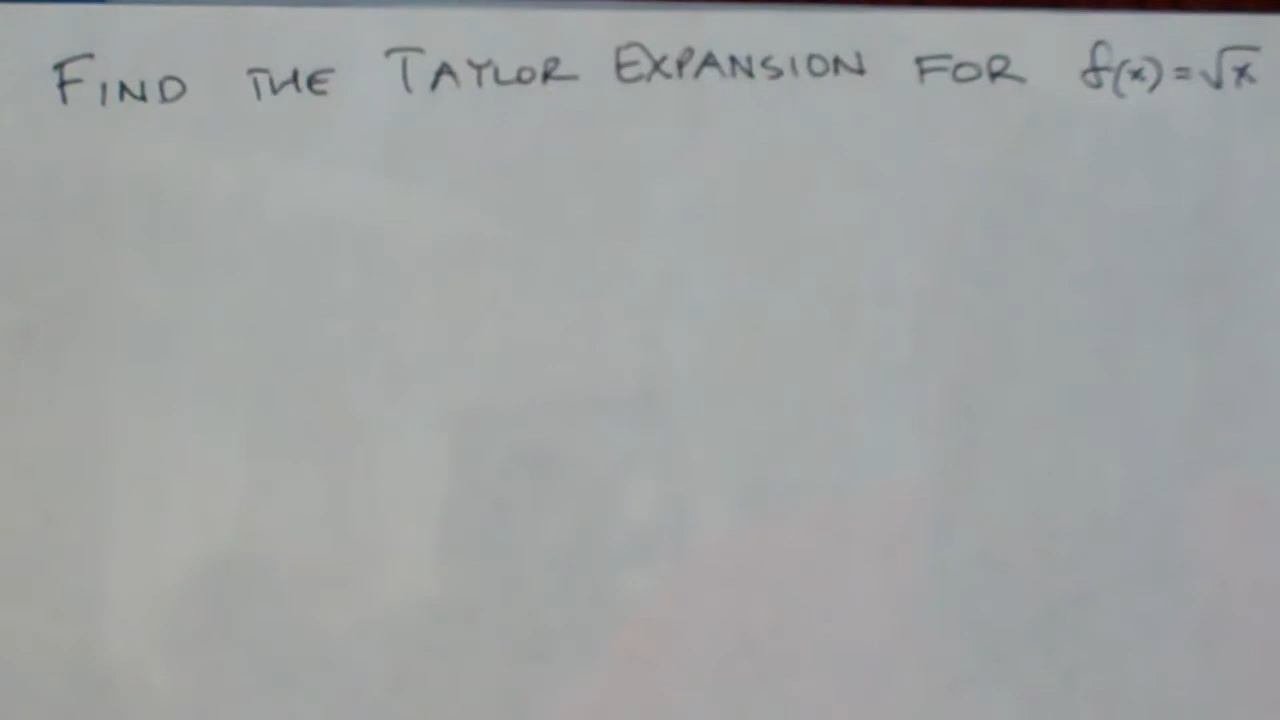 FIND THE TAYLOR EXPANSION FOR f(x)=√x